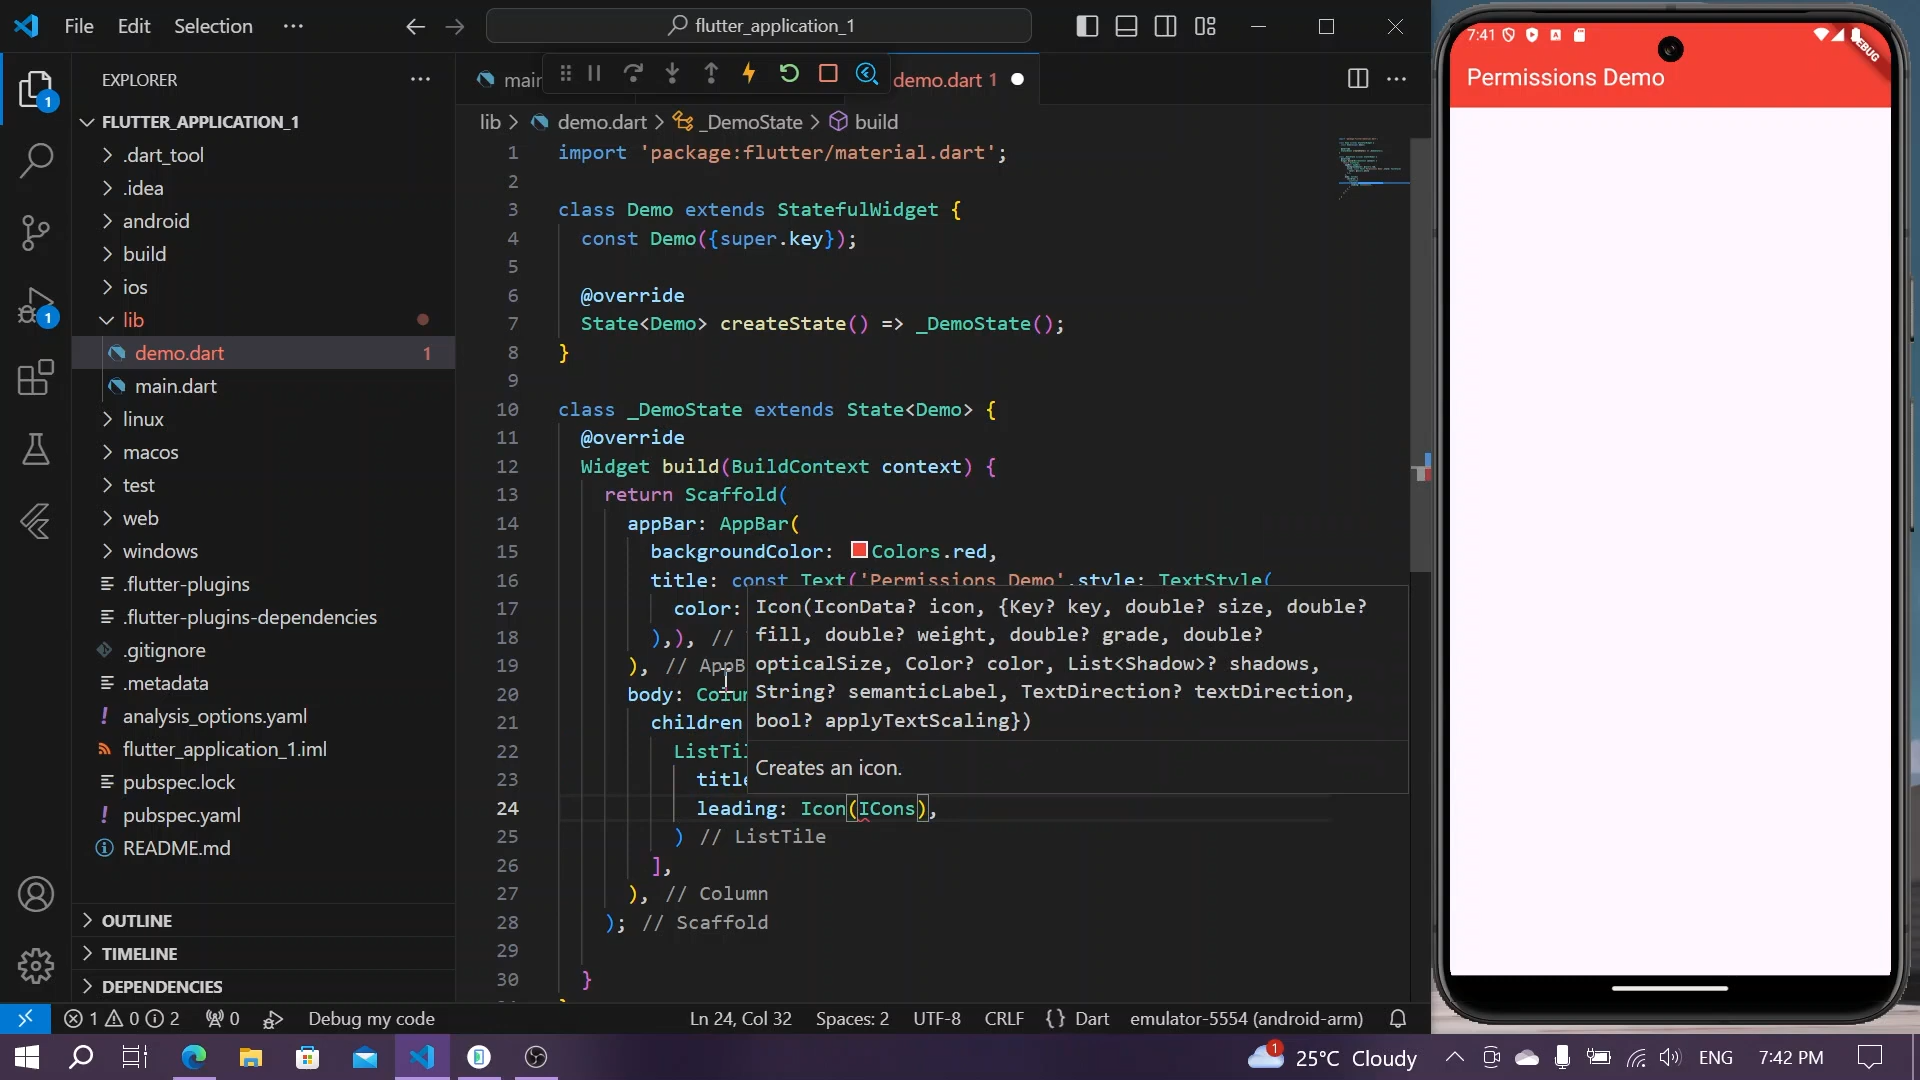 File Edit Selection ··· flutter_application_1
EXPLORER
FLUTTER_APPLICATION_1
.dart_tool
.idea
android
build
ios
lib
demo.dart 1
main.dart
linux
macos
test
web
windows
.flutter-plugins
.flutter-plugins-dependencies
.gitignore
.metadata
analysis_options.yaml
flutter_application_1.iml
pubspec.lock
pubspec.yaml
README.md
OUTLINE
TIMELINE
DEPENDENCIES
1
1
demo.dart 1
lib > demo.dart > _DemoState > build
1 import 'package:flutter/material.dart';
2
3 class Demo extends StatefulWidget {
4 const Demo({super.key});
5
6 @override
7 State<Demo> createState() => _DemoState();
8 }
9
10 class _DemoState extends State<Demo> {
11 @override
12 Widget build(BuildContext context) {
13 return Scaffold(
14 appBar: AppBar(
15 backgroundColor: Colors.red,
16 title: const Text('Permissions Demo',style: TextStyle(
17 color:
18 ),), //
19 ), // AppB
20 body: Colum
21 children
22 ListTil
23 title
24 leading: Icon(ICons),
25 ) // ListTile
26 ],
27 ), // Column
28 ); // Scaffold
29
30 }
Icon(IconData? icon, {Key? key, double? size, double?
fill, double? weight, double? grade, double?
opticalSize, Color? color, List<Shadow>? shadows,
String? semanticLabel, TextDirection? textDirection,
bool? applyTextScaling})
Creates an icon.
1 0 2 0 Debug my code Ln 24, Col 32 Spaces: 2 UTF-8 CRLF {} Dart emulator-5554 (android-arm)
7:41
DEBUG
Permissions Demo
1 25°C Cloudy ENG 7:42 PM